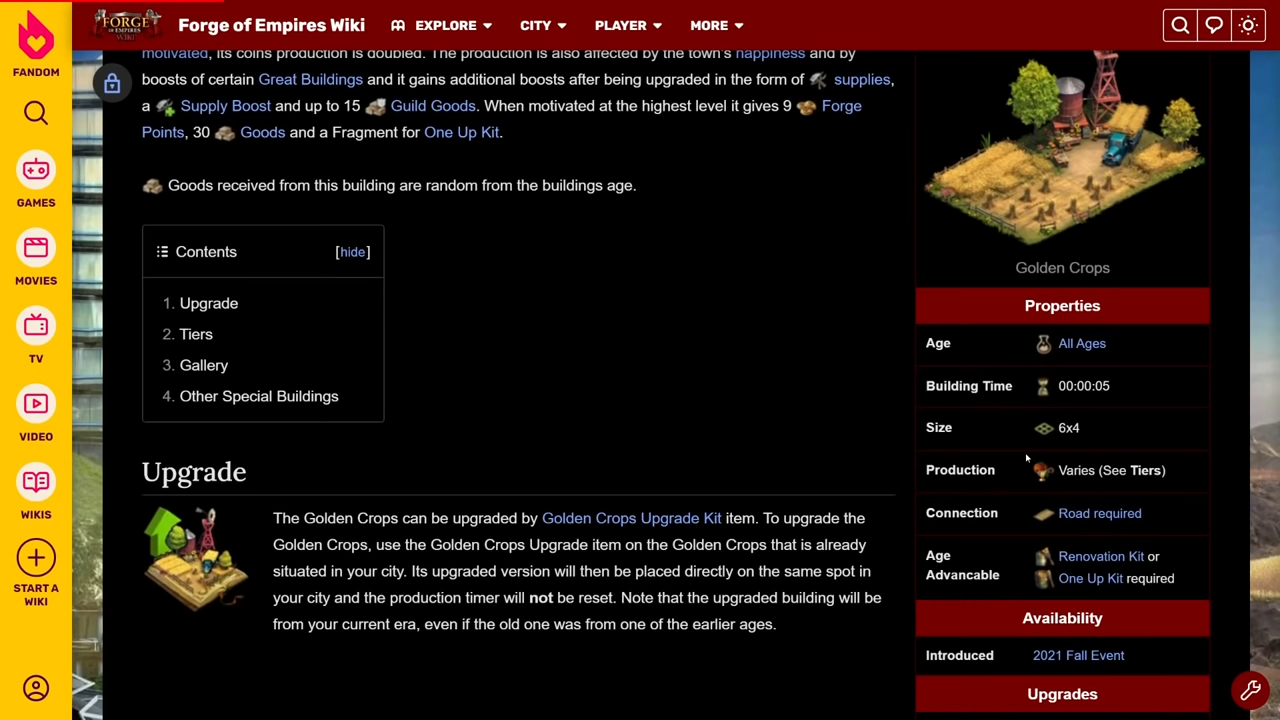 FORGE OF EMPIRES WIKI
Forge of Empires Wiki
EXPLORE
CITY
PLAYER
MORE
FANDOM
GAMES
MOVIES
TV
VIDEO
WIKIS
START A
WIKI
motivated, its coins production is doubled. The production is also affected by the town's happiness and by
boosts of certain Great Buildings and it gains additional boosts after being upgraded in the form of supplies,
a Supply Boost and up to 15 Guild Goods. When motivated at the highest level it gives 9 Forge
Points, 30 Goods and a Fragment for One Up Kit.
Goods received from this building are random from the buildings age.
Contents [hide]
1. Upgrade
2. Tiers
3. Gallery
4. Other Special Buildings
Upgrade
The Golden Crops can be upgraded by Golden Crops Upgrade Kit item. To upgrade the
Golden Crops, use the Golden Crops Upgrade item on the Golden Crops that is already
situated in your city. Its upgraded version will then be placed directly on the same spot in
your city and the production timer will not be reset. Note that the upgraded building will be
from your current era, even if the old one was from one of the earlier ages.
Golden Crops
Properties
Age All Ages
Building Time 00:00:05
Size 6x4
Production Varies (See Tiers)
Connection Road required
Age Advancable Renovation Kit or
One Up Kit required
Availability
Introduced 2021 Fall Event
Upgrades